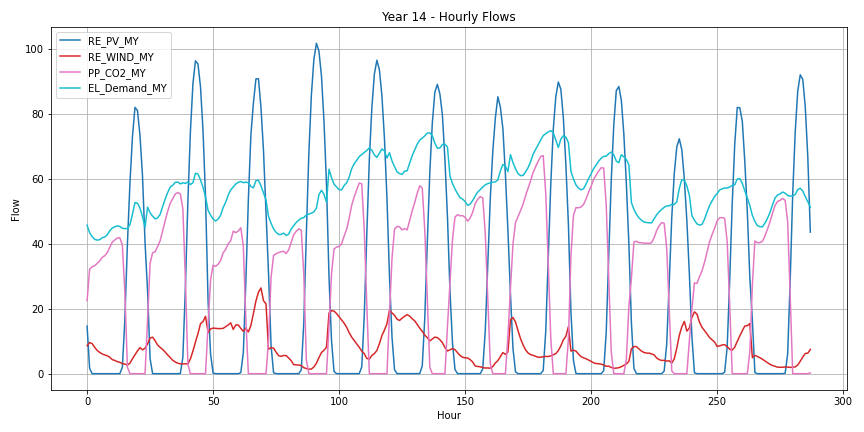 Year 14 - Hourly Flows
RE_PV_MY
RE_WIND_MY
PP_CO2_MY
EL_Demand_MY
100
80
60
40
20
0
Flow
0
50
100
150
200
250
300
Hour